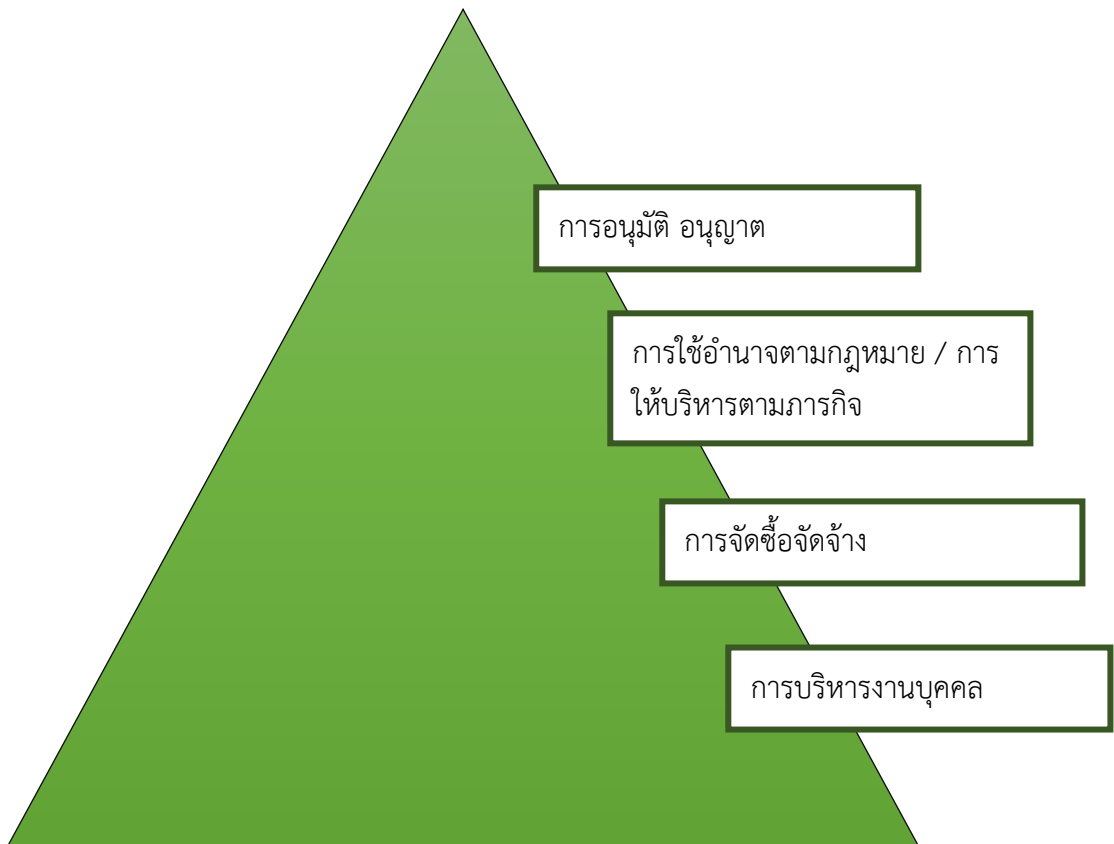 การอนุมัติ อนุญาต
การใช้อำนาจตามกฎหมาย / การ
ให้บริหารตามภารกิจ
การจัดซื้อจัดจ้าง
การบริหารงานบุคคล